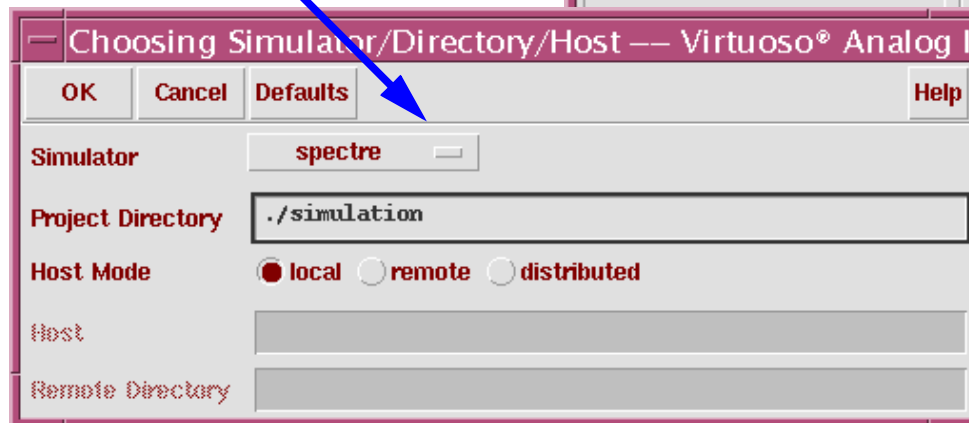 Choosing Simulator/Directory/Host —— Virtuoso® Analog
OK Cancel Defaults Help
Simulator spectre
Project Directory ./simulation
Host Mode local remote distributed
Host
Remote Directory